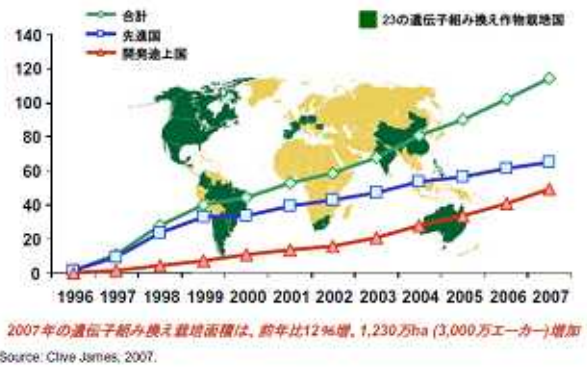 合計
先進国
開発途上国
23の遺伝子組み換え作物栽培国
140
120
100
80
60
40
20
0
1996 1997 1998 1999 2000 2001 2002 2003 2004 2005 2006 2007
2007年の遺伝子組み換え栽培面積は、前年比12%増、1,230万ha (3,000万エーカー)増加
Source: Clive James, 2007.